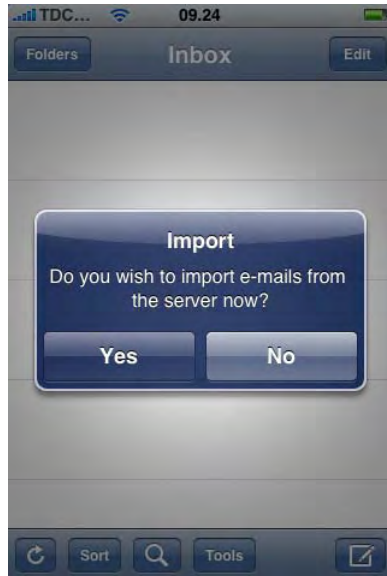 TDC... 09.24
Folders Inbox Edit
Import
Do you wish to import e-mails from
the server now?
Yes No
Sort Tools